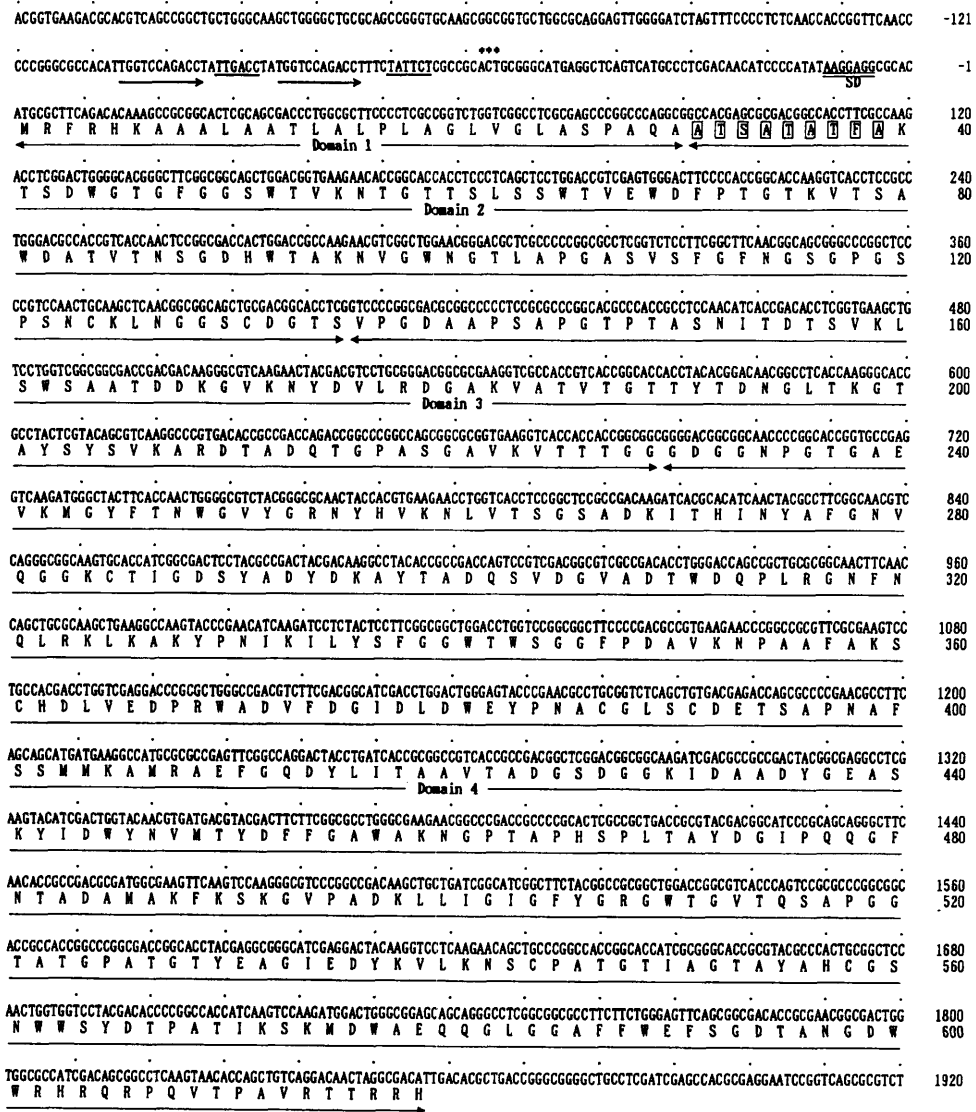 ACGGTGAAGACGCACGTCAGCCGGCTGCTGGGCAAGCTGGGGCTGCGCAGCCGGGTGCAAGCGGCGGTGCTGGCGCAGGAGTTGGGGATCTAGTTTCCCCTCTCAACCACCGGTTCAACC -121
***
CCCGGGCGCCACATTGGTCCAGACCTATTGACCTATGGTCCAGACCTTTCTATTCTCGCCGCACTGCGGGCATGAGGCTCAGTCATGCCCTCGACAACATCCCCATATAAGGAGGCGCAC -1
SD
ATGCGCTTCAGACACAAAGCCGCGGCACTCGCAGCGACCCTGGCGCTTCCCCTCGCCGGTCTGGTCGGCCTCGCGAGCCCGGCCCAGGCGGCCACGAGCGCGACGGCCACCTTCGCCAAG 120
M R F R H K A A A L A A T L A L P L A G L V G L A S P A Q A A T S A T A T F A K 40
Domain 1
ACCTCGGACTGGGGCACGGGCTTCGGCGGCAGCTGGACGGTGAAGAACACCGGCACCACCTCCCTCAGCTCCTGGACCGTCGAGTGGGACTTCCCCACCGGCACCAAGGTCACCTCCGCC 240
T S D W G T G F G G S W T V K N T G T T S L S S W T V E W D F P T G T K V T S A 80
Domain 2
TGGGACGCCACCGTCACCAACTCCGGCGACCACTGGACCGCCAAGAACGTCGGCTGGAACGGGACGCTCGCCCCCGGCGCCTCGGTCTCCTTCGGCTTCAACGGCAGCGGGCCCGGCTCC 360
W D A T V T N S G D H W T A K N V G W N G T L A P G A S V S F G F N G S G P G S 120
CCGTCCAACTGCAAGCTCAACGGCGGCAGCTGCGACGGCACCTCGGTCCCCGGCGACGCGGCCCCCTCCGCGCCCGGCACGCCCACCGCCTCCAACATCACCGACACCTCGGTGAAGCTG 480
P S N C K L N G G S C D G T S V P G D A A P S A P G T P T A S N I T D T S V K L 160
TCCTGGTCGGCGGCGACCGACGACAAGGGCGTCAAGAACTACGACGTCCTGCGGGACGGCGCGAAGGTCGCCACCGTCACCGGCACCACCTACACGGACAACGGCCTCACCAAGGGCACC 600
S W S A A T D D K G V K N Y D V L R D G A K V A T V T G T T Y T D N G L T K G T 200
Domain 3
GCCTACTCGTACAGCGTCAAGGCCCGTGACACCGCCGACCAGACCGGCCCGGCCAGCGGCGCGGTGAAGGTCACCACCACCGGCGGCGGGGACGGCGGCAACCCCGGCACCGGTGCCGAG 720
A Y S Y S V K A R D T A D Q T G P A S G A V K V T T T G G G D G G N P G T G A E 240
GTCAAGATGGGCTACTTCACCAACTGGGGCGTCTACGGGCGCAACTACCACGTGAAGAACCTGGTCACCTCCGGCTCCGCCGACAAGATCACGCACATCAACTACGCCTTCGGCAACGTC 840
V K M G Y F T N W G V Y G R N Y H V K N L V T S G S A D K I T H I N Y A F G N V 280
CAGGGCGGCAAGTGCACCATCGGCGACTCCTACGCCGACTACGACAAGGCCTACACCGCCGACCAGTCCGTCGACGGCGTCGCCGACACCTGGGACCAGCCGCTGCGCGGCAACTTCAAC 960
Q G G K C T I G D S Y A D Y D K A Y T A D Q S V D G V A D T W D Q P L R G N F N 320
CAGCTGCGCAAGCTGAAGGCCAAGTACCCGAACATCAAGATCCTCTACTCCTTCGGCGGCTGGACCTGGTCCGGCGGCTTCCCCGACGCCGTGAAGAACCCGGCCGCGTTCGCGAAGTCC 1080
Q L R K L K A K Y P N I K I L Y S F G G W T W S G G F P D A V K N P A A F A K S 360
TGCCACGACCTGGTCGAGGACCCGCGCTGGGCCGACGTCTTCGACGGCATCGACCTGGACTGGGAGTACCCGAACGCCTGCGGTCTCAGCTGTGACGAGACCAGCGCCCCGAACGCCTTC 1200
C H D L V E D P R W A D V F D G I D L D W E Y P N A C G L S C D E T S A P N A F 400
AGCAGCATGATGAAGGCCATGCGCGCCGAGTTCGGCCAGGACTACCTGATCACCGCGGCCGTCACCGCCGACGGCTCGGACGGCGGCAAGATCGACGCCGCCGACTACGGCGAGGCCTCG 1320
S S M M K A M R A E F G Q D Y L I T A A V T A D G S D G G K I D A A D Y G E A S 440
Domain 4
AAGTACATCGACTGGTACAACGTGATGACGTACGACTTCTTCGGCGCCTGGGCGAAGAACGGCCCGACCGCCCCGCACTCGCCGCTGACCGCGTACGACGGCATCCCGCAGCAGGGCTTC 1440
K Y I D W Y N V M T Y D F F G A W A K N G P T A P H S P L T A Y D G I P Q Q G F 480
AACACCGCCGACGCGATGGCGAAGTTCAAGTCCAAGGGCGTCCCGGCCGACAAGCTGCTGATCGGCATCGGCTTCTACGGCCGCGGCTGGACCGGCGTCACCCAGTCCGCGCCCGGCGGC 1560
N T A D A M A K F K S K G V P A D K L L I G I G F Y G R G W T G V T Q S A P G G 520
ACCGCCACCGGCCCGGCGACCGGCACCTACGAGGCGGGCATCGAGGACTACAAGGTCCTCAAGAACAGCTGCCCGGCCACCGGCACCATCGCGGGCACCGCGTACGCCCACTGCGGCTCC 1680
T A T G P A T G T Y E A G I E D Y K V L K N S C P A T G T I A G T A Y A H C G S 560
AACTGGTGGTCCTACGACACCCCGGCCACCATCAAGTCCAAGATGGACTGGGCGGAGCAGCAGGGCCTCGGCGGCGCCTTCTTCTGGGAGTTCAGCGGCGACACCGCGAACGGCGACTGG 1800
N W W S Y D T P A T I K S K M D W A E Q Q G L G G A F F W E F S G D T A N G D W 600
TGGCGCCATCGACAGCGGCCTCAAGTAACACCAGCTGTCAGGACAACTAGGCGACATTGACACGCTGACCGGGCGGGGCTGCCTCGATCGAGCCACGCGAGGAATCCGGTCAGCGCGTCT 1920
W R H R Q R P Q V T P A V R T T R R H